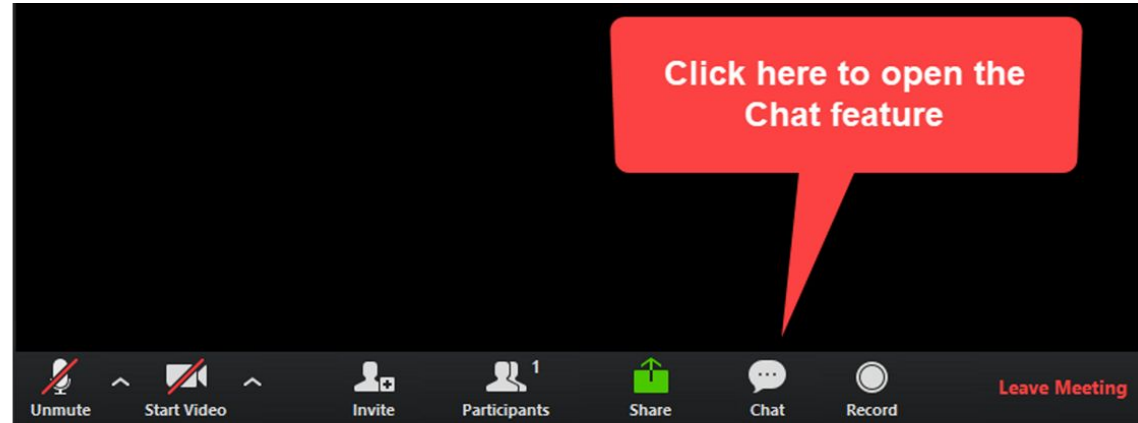 Click here to open the
Chat feature
1
Unmute
Start Video
Invite
Participants
Share
Chat
Record
Leave Meeting